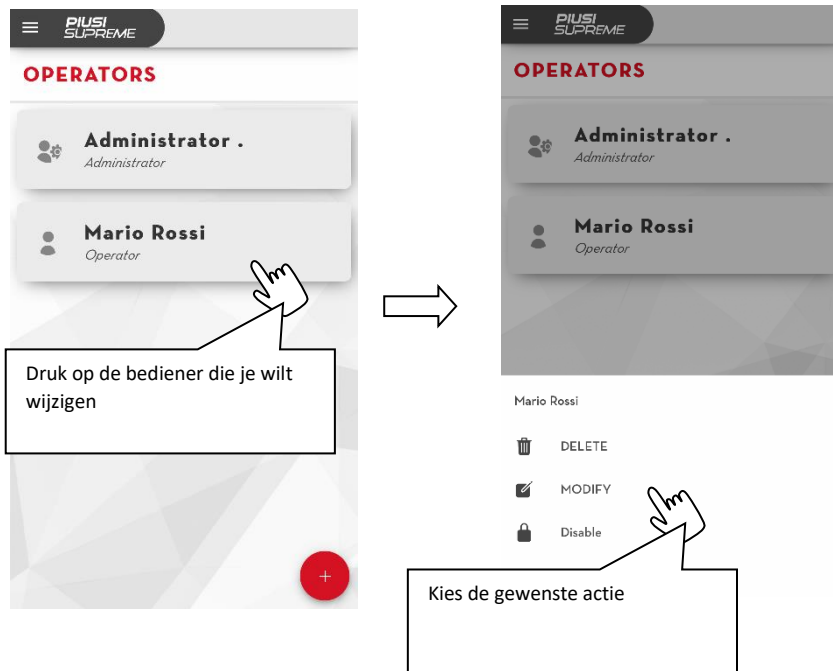 PIUSI
SUPREME
OPERATORS
Administrator .
Administrator
Mario Rossi
Operator
Druk op de bediener die je wilt
wijzigen
+
PIUSI
SUPREME
OPERATORS
Administrator .
Administrator
Mario Rossi
Operator
Mario Rossi
DELETE
MODIFY
Disable
Kies de gewenste actie